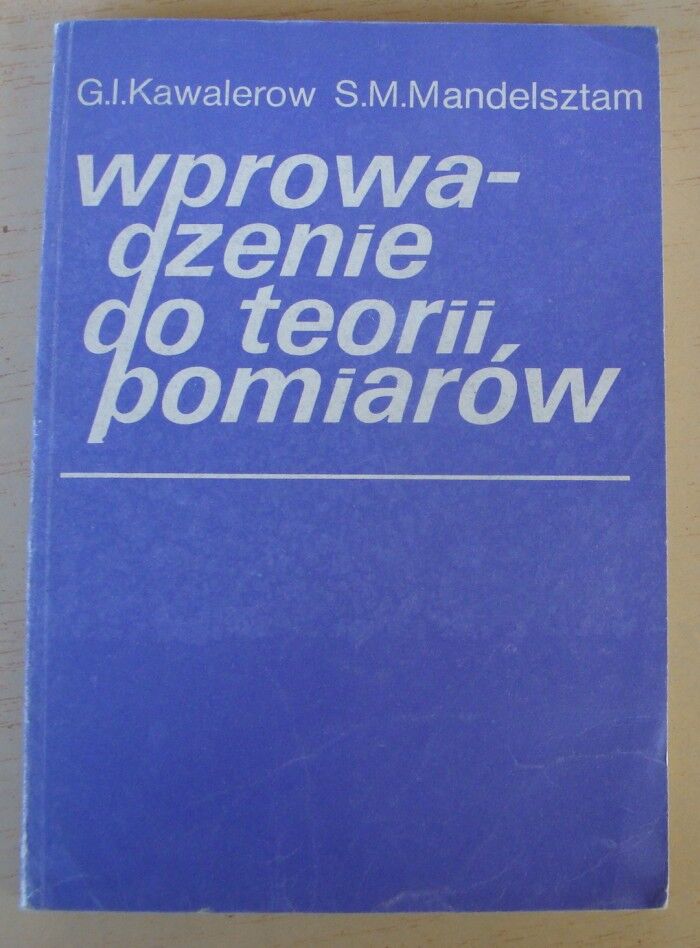 G.I.Kawalerow S.M.Mandelsztam
wprowa-
dzenie
do teorii
pomiarów